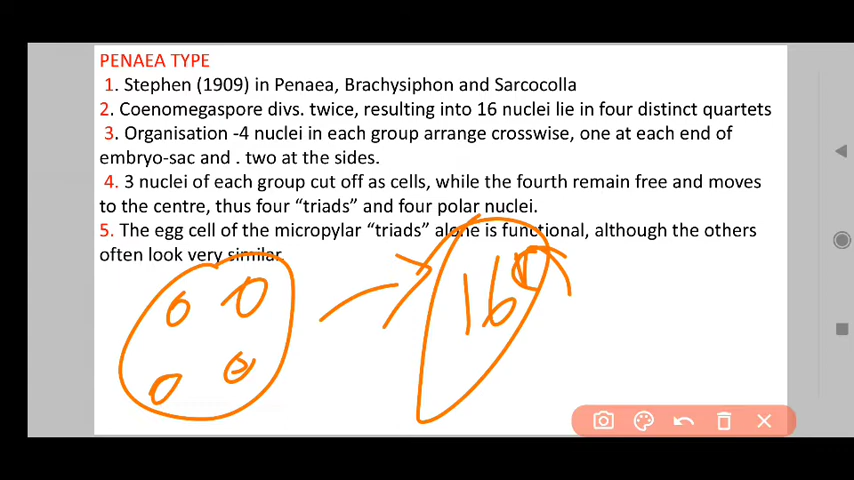 PENAEA TYPE
1. Stephen (1909) in Penaea, Brachysiphon and Sarcocolla
2. Coenomegaspore divs. twice, resulting into 16 nuclei lie in four distinct quartets
3. Organisation -4 nuclei in each group arrange crosswise, one at each end of
embryo-sac and . two at the sides.
4. 3 nuclei of each group cut off as cells, while the fourth remain free and moves
to the centre, thus four “triads” and four polar nuclei.
5. The egg cell of the micropylar “triads” alone is functional, although the others
often look very similar.
16